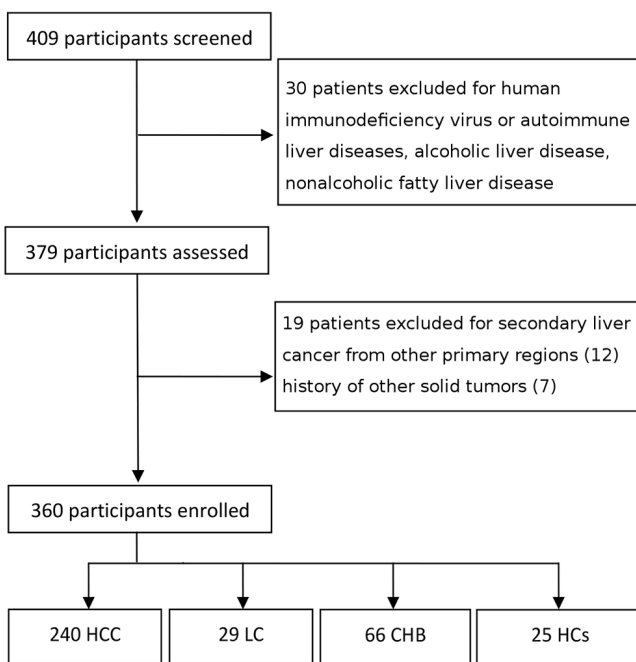 409 participants screened
30 patients excluded for human
immunodeficiency virus or autoimmune
liver diseases, alcoholic liver disease,
nonalcoholic fatty liver disease
379 participants assessed
19 patients excluded for secondary liver
cancer from other primary regions (12)
history of other solid tumors (7)
360 participants enrolled
240 HCC
29 LC
66 CHB
25 HCs